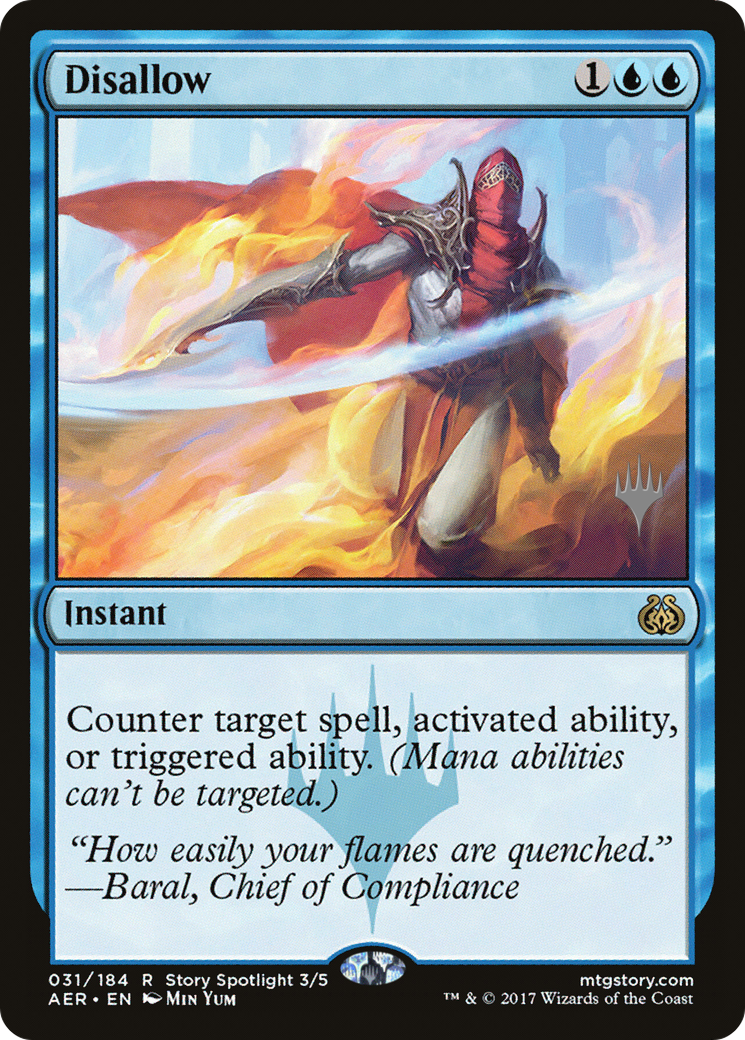 Disallow 1
Instant
Counter target spell, activated ability,
or triggered ability. (Mana abilities
can’t be targeted.)
“How easily your flames are quenched.”
—Baral, Chief of Compliance
031/184 R Story Spotlight 3/5
mtgstory.com
AER • EN Min Yum
™ & © 2017 Wizards of the Coast